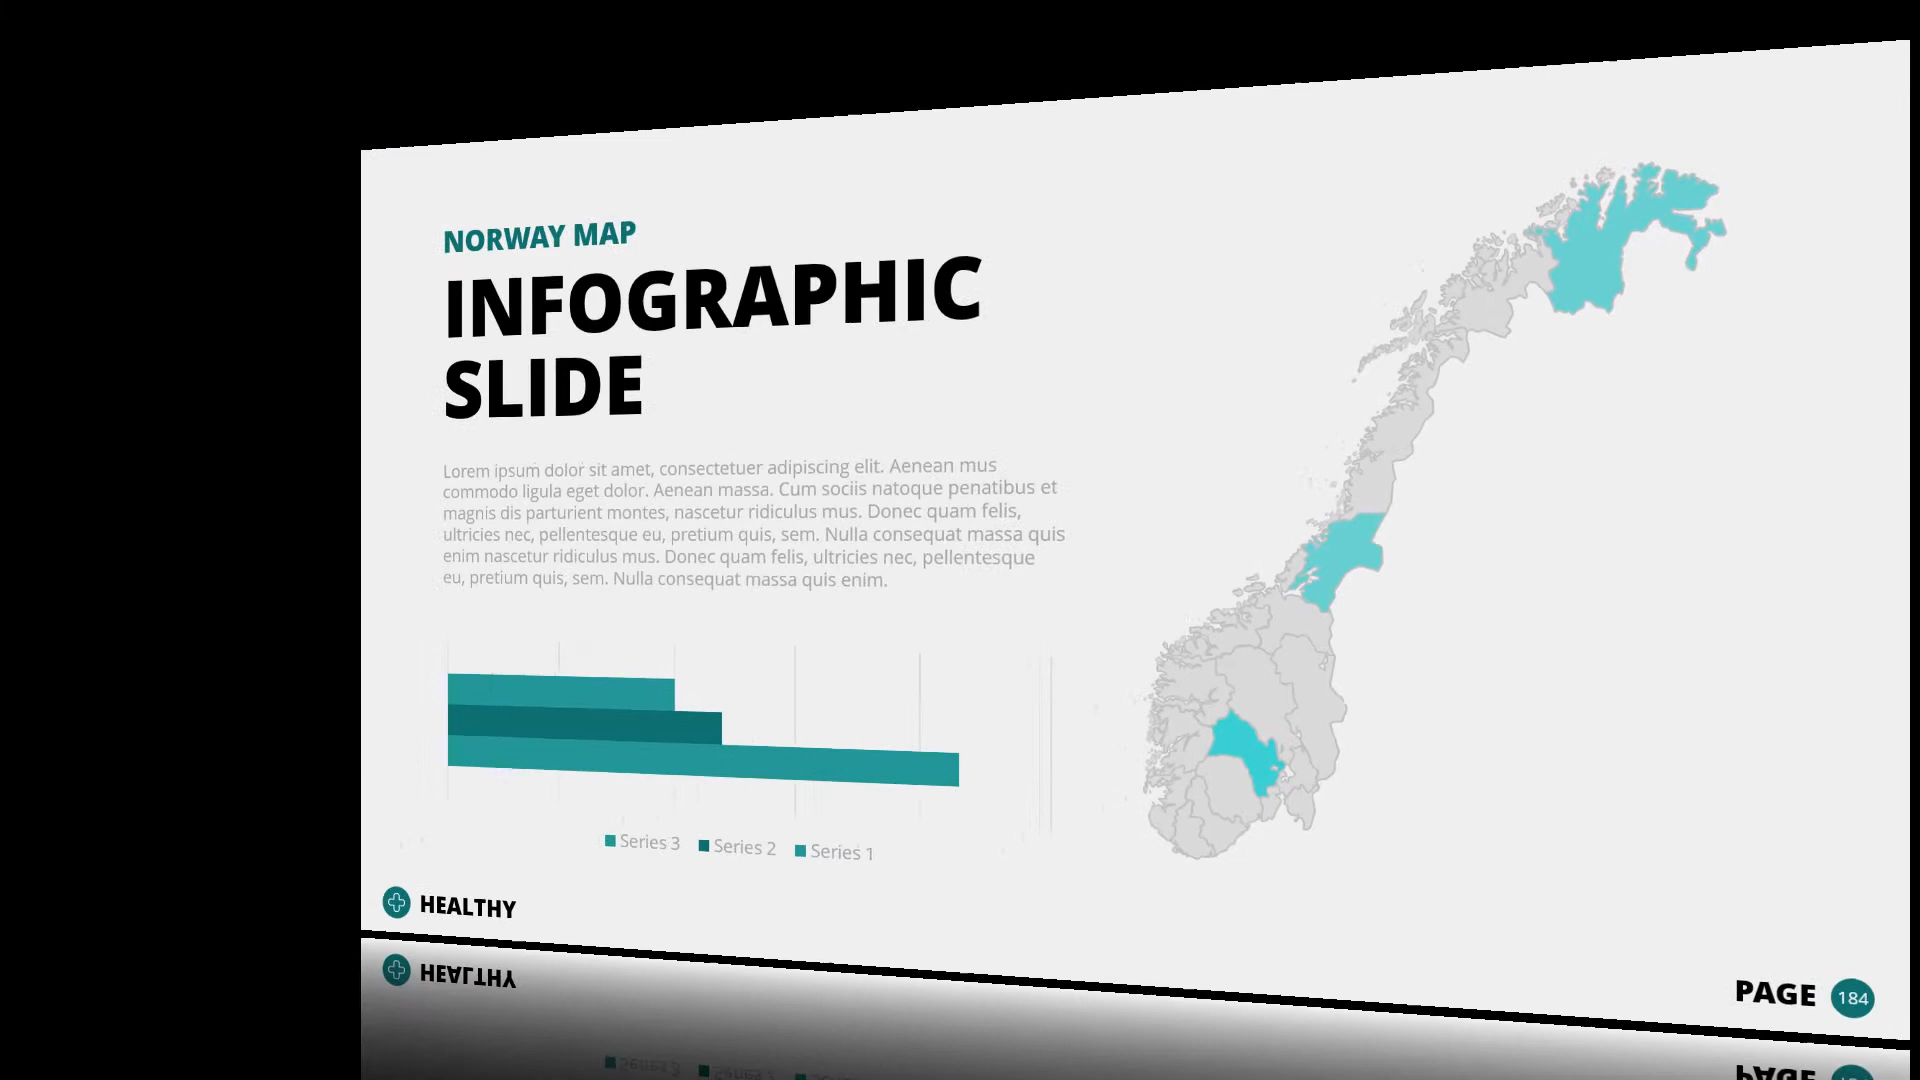 NORWAY MAP
INFOGRAPHIC
SLIDE
Lorem ipsum dolor sit amet, consectetuer adipiscing elit. Aenean mus
commodo ligula eget dolor. Aenean massa. Cum sociis natoque penatibus et
magnis dis parturient montes, nascetur ridiculus mus. Donec quam felis,
ultricies nec, pellentesque eu, pretium quis, sem. Nulla consequat massa quis
enim nascetur ridiculus mus. Donec quam felis, ultricies nec, pellentesque
eu, pretium quis, sem. Nulla consequat massa quis enim.
Series 3 Series 2 Series 1
HEALTHY
PAGE 184